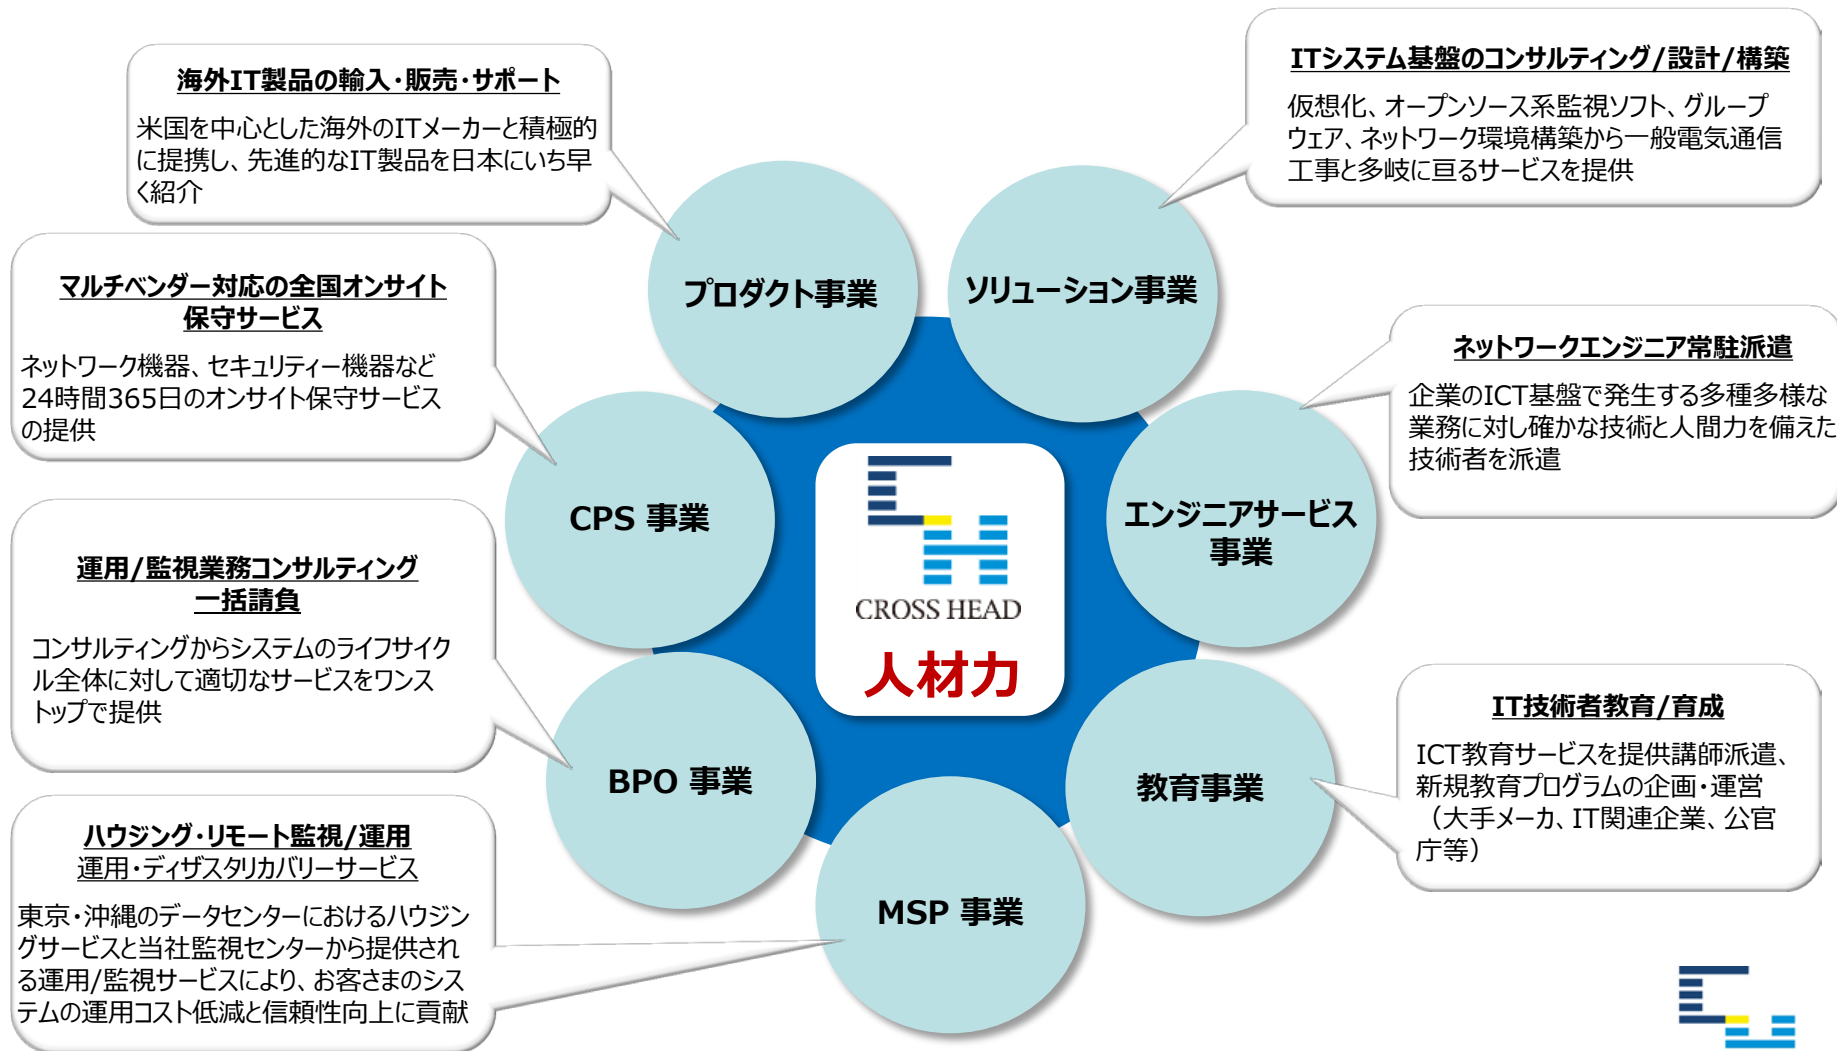 海外IT製品の輸入・販売・サポート
米国を中心とした海外のITメーカーと積極的
に提携し、先進的なIT製品を日本にいち早
く紹介
ITシステム基盤のコンサルティング/設計/構築
仮想化、オープンソース系監視ソフト、グループ
ウェア、ネットワーク環境構築から一般電気通信
工事と多岐に亘るサービスを提供
マルチベンダー対応の全国オンサイト
保守サービス
ネットワーク機器、セキュリティー機器など
24時間365日のオンサイト保守サービス
の提供
プロダクト事業
ソリューション事業
ネットワークエンジニア常駐派遣
企業のICT基盤で発生する多種多様な
業務に対し確かな技術と人間力を備えた
技術者を派遣
CPS 事業
エンジニアサービス
事業
CROSS HEAD
人材力
運用/監視業務コンサルティング
一括請負
コンサルティングからシステムのライフサイク
ル全体に対して適切なサービスをワンス
トップで提供
BPO 事業
教育事業
IT技術者教育/育成
ICT教育サービスを提供講師派遣、
新規教育プログラムの企画・運営
（大手メーカ、IT関連企業、公官
庁等）
ハウジング・リモート監視/運用
運用・ディザスタリカバリーサービス
東京・沖縄のデータセンターにおけるハウジン
グサービスと当社監視センターから提供され
る運用/監視サービスにより、お客さまのシス
テムの運用コスト低減と信頼性向上に貢献
MSP 事業